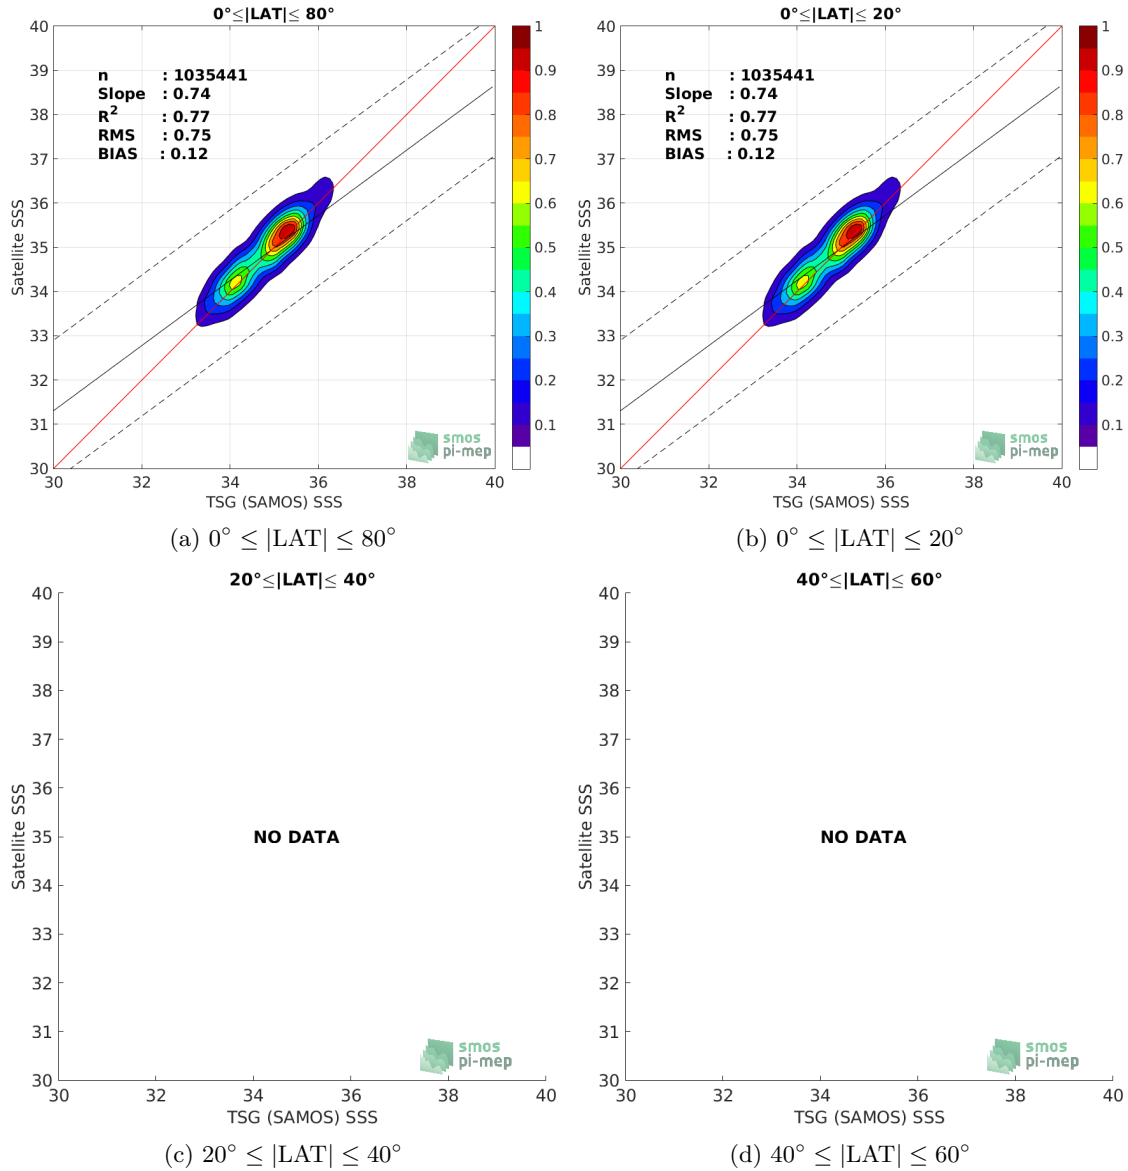 0°≤|LAT|≤ 80°
40
39
38
37
36
35
34
33
32
31
30
Satellite SSS
n : 1035441
Slope : 0.74
R² : 0.77
RMS : 0.75
BIAS : 0.12
smos
pi-mep
30 32 34 36 38 40
TSG (SAMOS) SSS
1
0.9
0.8
0.7
0.6
0.5
0.4
0.3
0.2
0.1
(a) 0° ≤ |LAT| ≤ 80°
0°≤|LAT|≤ 20°
40
39
38
37
36
35
34
33
32
31
30
Satellite SSS
n : 1035441
Slope : 0.74
R² : 0.77
RMS : 0.75
BIAS : 0.12
smos
pi-mep
30 32 34 36 38 40
TSG (SAMOS) SSS
1
0.9
0.8
0.7
0.6
0.5
0.4
0.3
0.2
0.1
(b) 0° ≤ |LAT| ≤ 20°
20°≤|LAT|≤ 40°
40
39
38
37
36
35
34
33
32
31
30
Satellite SSS
NO DATA
smos
pi-mep
30 32 34 36 38 40
TSG (SAMOS) SSS
(c) 20° ≤ |LAT| ≤ 40°
40°≤|LAT|≤ 60°
40
39
38
37
36
35
34
33
32
31
30
Satellite SSS
NO DATA
smos
pi-mep
30 32 34 36 38 40
TSG (SAMOS) SSS
(d) 40° ≤ |LAT| ≤ 60°